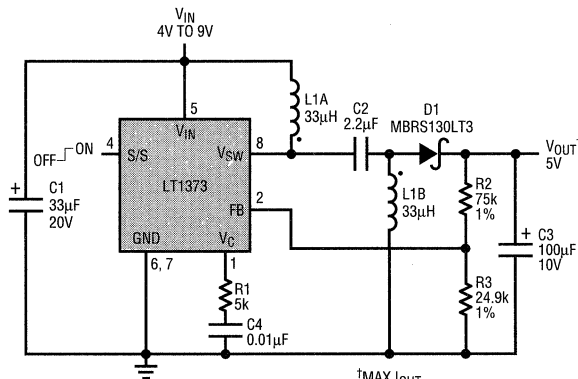 VIN
4V TO 9V
L1A
33µH
C2
2.2µF
D1
MBRS130LT3
VOUT†
5V
5
VIN
OFF ON
4
S/S
VSW
8
LT1373
FB
2
GND
VC
6, 7
1
+
C1
33µF
20V
L1B
33µH
R2
75k
1%
+
C3
100µF
10V
R1
5k
C4
0.01µF
R3
24.9k
1%
†MAX IOUT